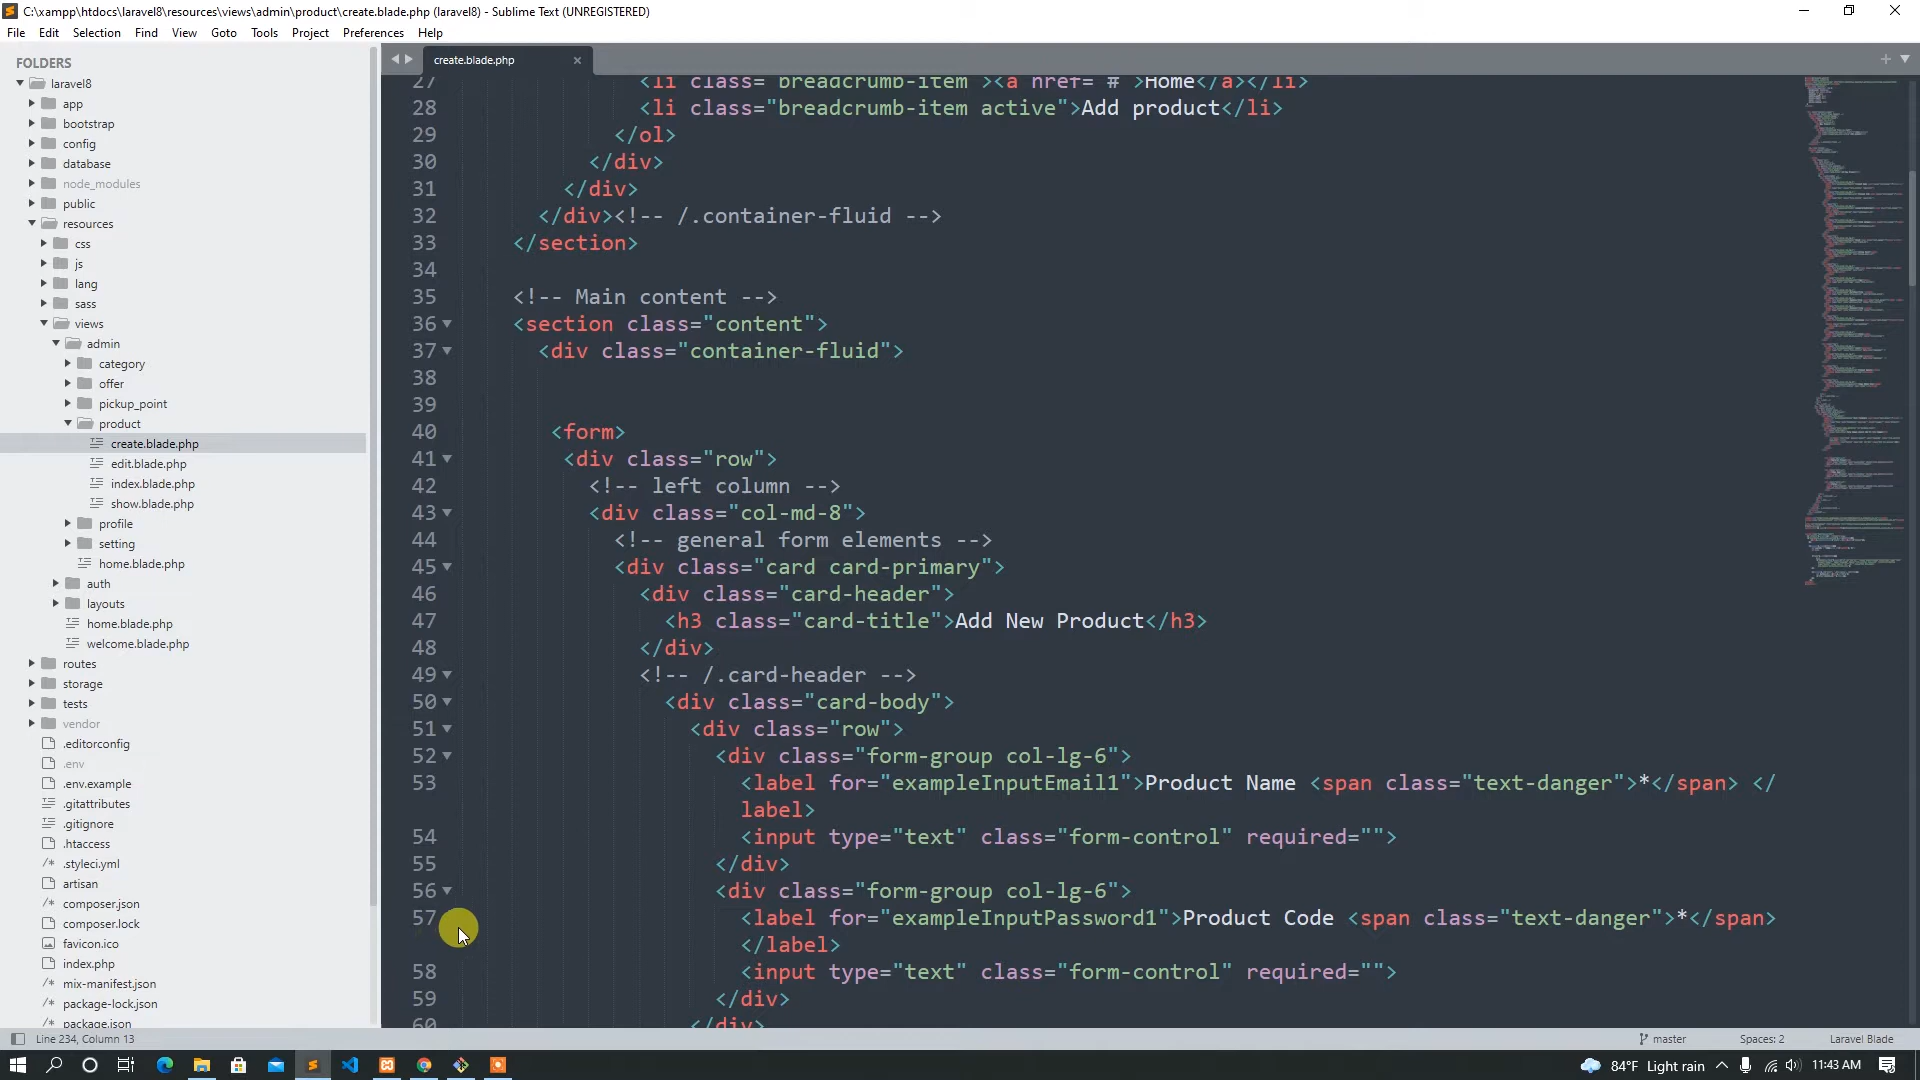 C:\xampp\htdocs\laravel8\resources\views\admin\product\create.blade.php (laravel8) - Sublime Text (UNREGISTERED)
File Edit Selection Find View Goto Tools Project Preferences Help
FOLDERS
laravel8
app
bootstrap
config
database
node_modules
public
resources
css
js
lang
sass
views
admin
category
offer
pickup_point
product
create.blade.php
edit.blade.php
index.blade.php
show.blade.php
profile
setting
home.blade.php
auth
layouts
home.blade.php
welcome.blade.php
routes
storage
tests
vendor
.editorconfig
.env
.env.example
.gitattributes
.gitignore
.htaccess
.styleci.yml
artisan
composer.json
composer.lock
favicon.ico
index.php
mix-manifest.json
package-lock.json
package.json
create.blade.php
27 <li class="breadcrumb-item"><a href="#">Home</a></li>
28 <li class="breadcrumb-item active">Add product</li>
29 </ol>
30 </div>
31 </div>
32 </div><!-- /.container-fluid -->
33 </section>
34
35 <!-- Main content -->
36 <section class="content">
37 <div class="container-fluid">
38
39
40 <form>
41 <div class="row">
42 <!-- left column -->
43 <div class="col-md-8">
44 <!-- general form elements -->
45 <div class="card card-primary">
46 <div class="card-header">
47 <h3 class="card-title">Add New Product</h3>
48 </div>
49 <!-- /.card-header -->
50 <div class="card-body">
51 <div class="row">
52 <div class="form-group col-lg-6">
53 <label for="exampleInputEmail1">Product Name <span class="text-danger">*</span> </
label>
54 <input type="text" class="form-control" required="">
55 </div>
56 <div class="form-group col-lg-6">
57 <label for="exampleInputPassword1">Product Code <span class="text-danger">*</span>
</label>
58 <input type="text" class="form-control" required="">
59 </div>
60 </div>
Line 234, Column 13
master
Spaces: 2
Laravel Blade
84°F Light rain
11:43 AM